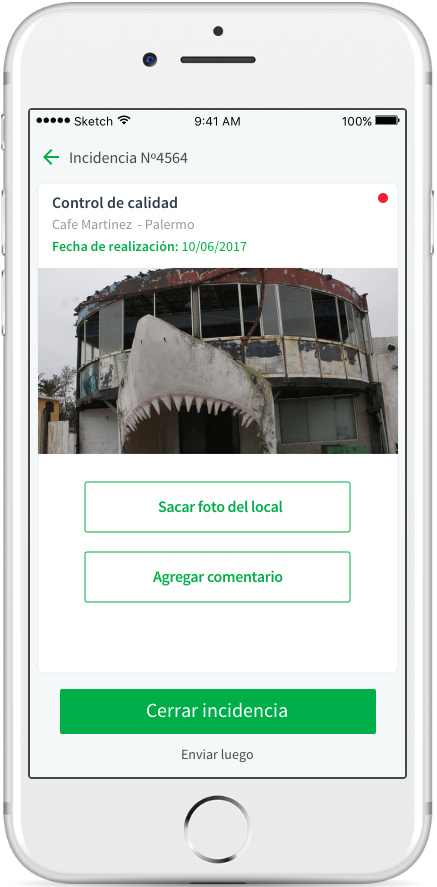 Sketch 9:41 AM 100%
Incidencia Nº4564
Control de calidad
Cafe Martinez - Palermo
Fecha de realización: 10/06/2017
Sacar foto del local
Agregar comentario
Cerrar incidencia
Enviar luego